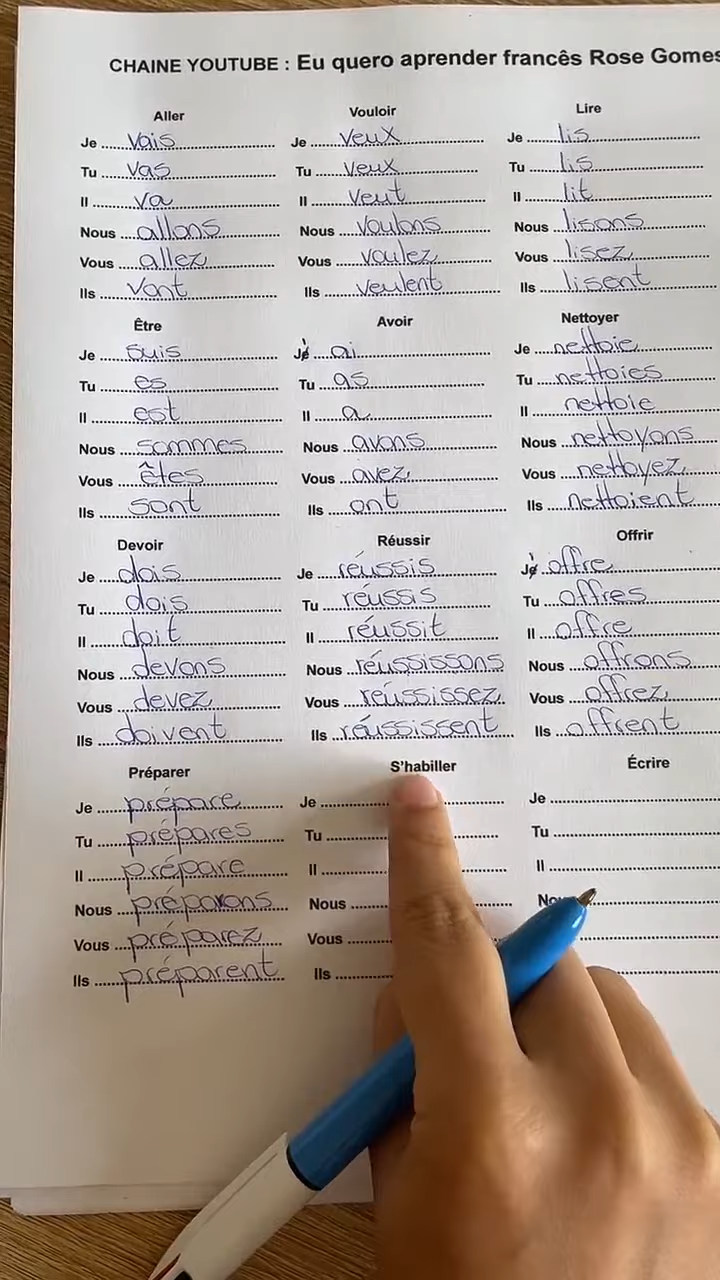 CHAINE YOUTUBE : Eu quero aprender francês Rose Gomes
Aller
Je vais
Tu vas
Il va
Nous allons
Vous allez
Ils vont
Vouloir
Je veux
Tu veux
Il veut
Nous voulons
Vous voulez
Ils veulent
Lire
Je lis
Tu lis
Il lit
Nous lisons
Vous lisez
Ils lisent
Être
Je suis
Tu es
Il est
Nous sommes
Vous êtes
Ils sont
Avoir
J' ai
Tu as
Il a
Nous avons
Vous avez
Ils ont
Nettoyer
Je nettoie
Tu nettoies
Il nettoie
Nous nettoyons
Vous nettoyez
Ils nettoient
Devoir
Je dois
Tu dois
Il doit
Nous devons
Vous devez
Ils doivent
Réussir
Je réussis
Tu réussis
Il réussit
Nous réussissons
Vous réussissez
Ils réussissent
Offrir
J' offre
Tu offres
Il offre
Nous offrons
Vous offrez
Ils offrent
Préparer
Je prépare
Tu prépares
Il prépare
Nous préparons
Vous préparez
Ils préparent
S'habiller
Je
Tu
Il
Nous
Vous
Ils
Écrire
Je
Tu
Il